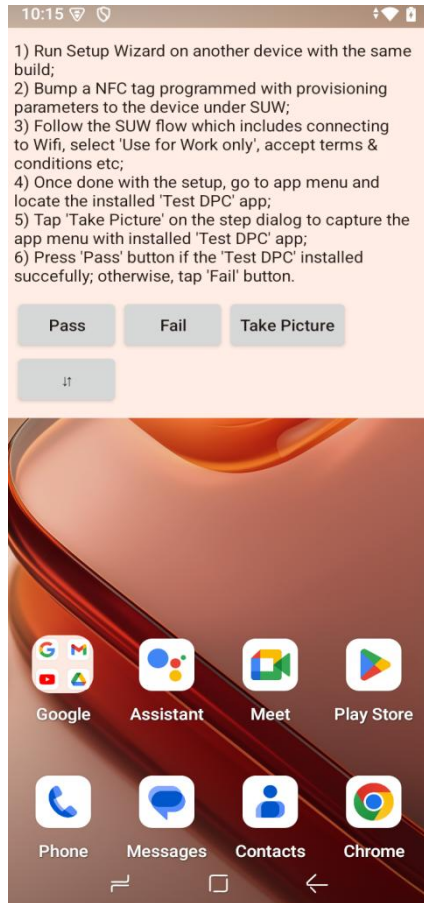 10:15
1) Run Setup Wizard on another device with the same
build;
2) Bump a NFC tag programmed with provisioning
parameters to the device under SUW;
3) Follow the SUW flow which includes connecting
to Wifi, select 'Use for Work only', accept terms &
conditions etc;
4) Once done with the setup, go to app menu and
locate the installed 'Test DPC' app;
5) Tap 'Take Picture' on the step dialog to capture the
app menu with installed 'Test DPC' app;
6) Press 'Pass' button if the 'Test DPC' installed
succefully; otherwise, tap 'Fail' button.
Pass Fail Take Picture
Google Assistant Meet Play Store
Phone Messages Contacts Chrome